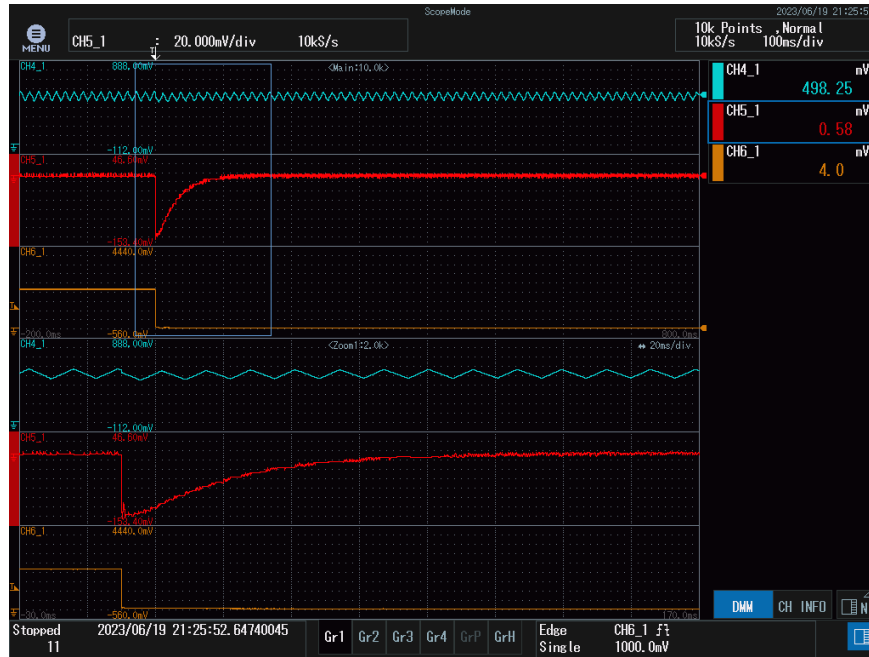 ScopeMode
2023/06/19 21:25:5
MENU
CH5_1 : 20.000mV/div 10kS/s
10k Points ,Normal
10kS/s 100ms/div
CH4_1 888.00mV <Main:10.0k>
-112.00mV
CH5_1 46.60mV
-153.40mV
CH6_1 4440.0mV
-200.0ms -560.0mV 800.0ms
CH4_1 888.00mV <Zoom1:2.0k> 20ms/div
-112.00mV
CH5_1 46.60mV
-153.40mV
CH6_1 4440.0mV
-30.0ms -560.0mV 170.0ms
CH4_1 mV
498.25
CH5_1 mV
0.58
CH6_1 mV
4.0
DMM CH INFO N
Stopped 2023/06/19 21:25:52.64740045
11
Gr1 Gr2 Gr3 Gr4 GrP GrH
Edge CH6_1
Single 1000.0mV